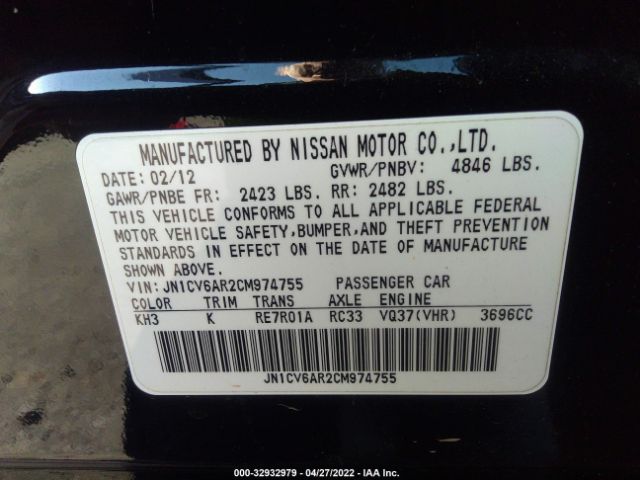 MANUFACTURED BY NISSAN MOTOR CO.,LTD.
DATE: 02/12 GVWR/PNBV: 4846 LBS.
GAWR/PNBE FR: 2423 LBS. RR: 2482 LBS.
THIS VEHICLE CONFORMS TO ALL APPLICABLE FEDERAL
MOTOR VEHICLE SAFETY,BUMPER,AND THEFT PREVENTION
STANDARDS IN EFFECT ON THE DATE OF MANUFACTURE
SHOWN ABOVE.
VIN: JN1CV6AR2CM974755 PASSENGER CAR
COLOR TRIM TRANS AXLE ENGINE
KH3 K RE7R01A RC33 VQ37(VHR) 3696CC
JN1CV6AR2CM974755
000-32932979 - 04/27/2022 - IAA Inc.